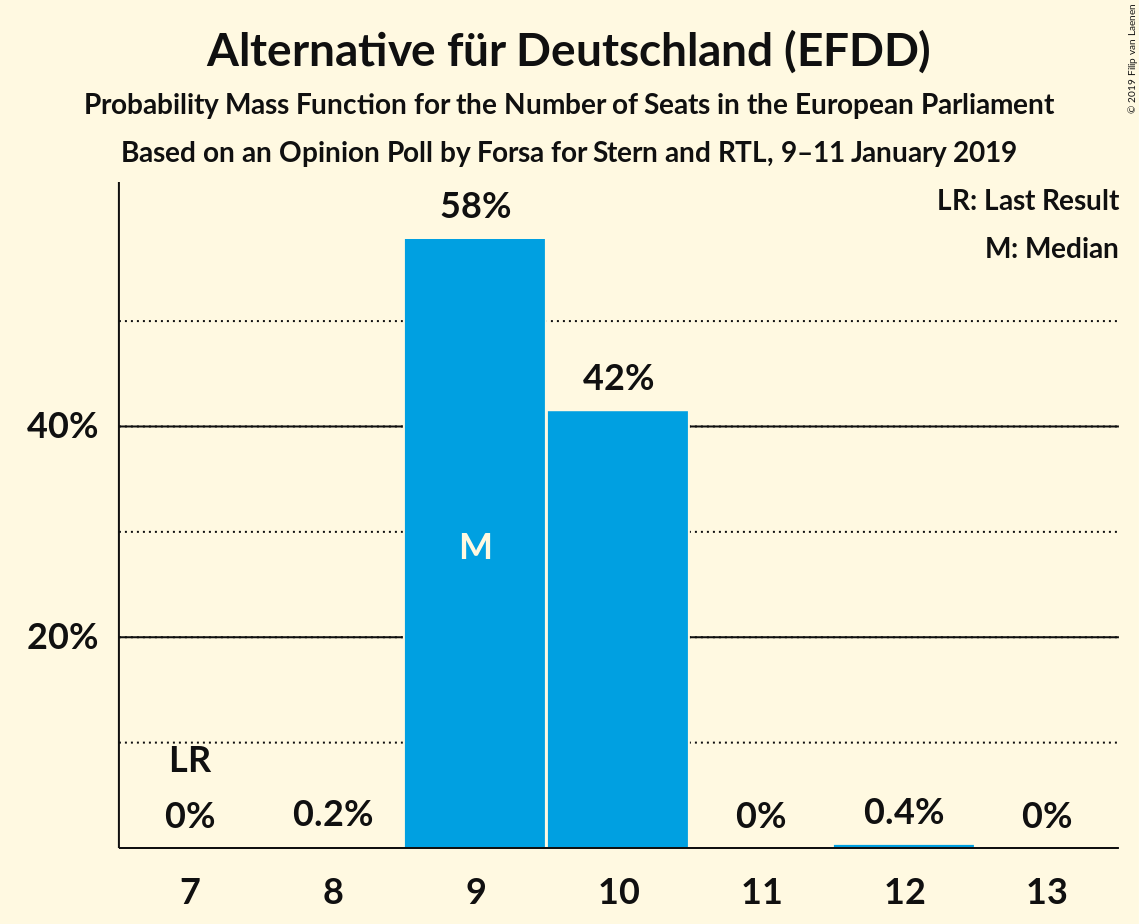 Alternative für Deutschland (EFDD)
Probability Mass Function for the Number of Seats in the European Parliament
Based on an Opinion Poll by Forsa for Stern and RTL, 9–11 January 2019
© 2019 Filip van Laenen
LR: Last Result
M: Median
58%
42%
40%
M
20%
LR
0% 0.2% 0% 0.4% 0%
7 8 9 10 11 12 13